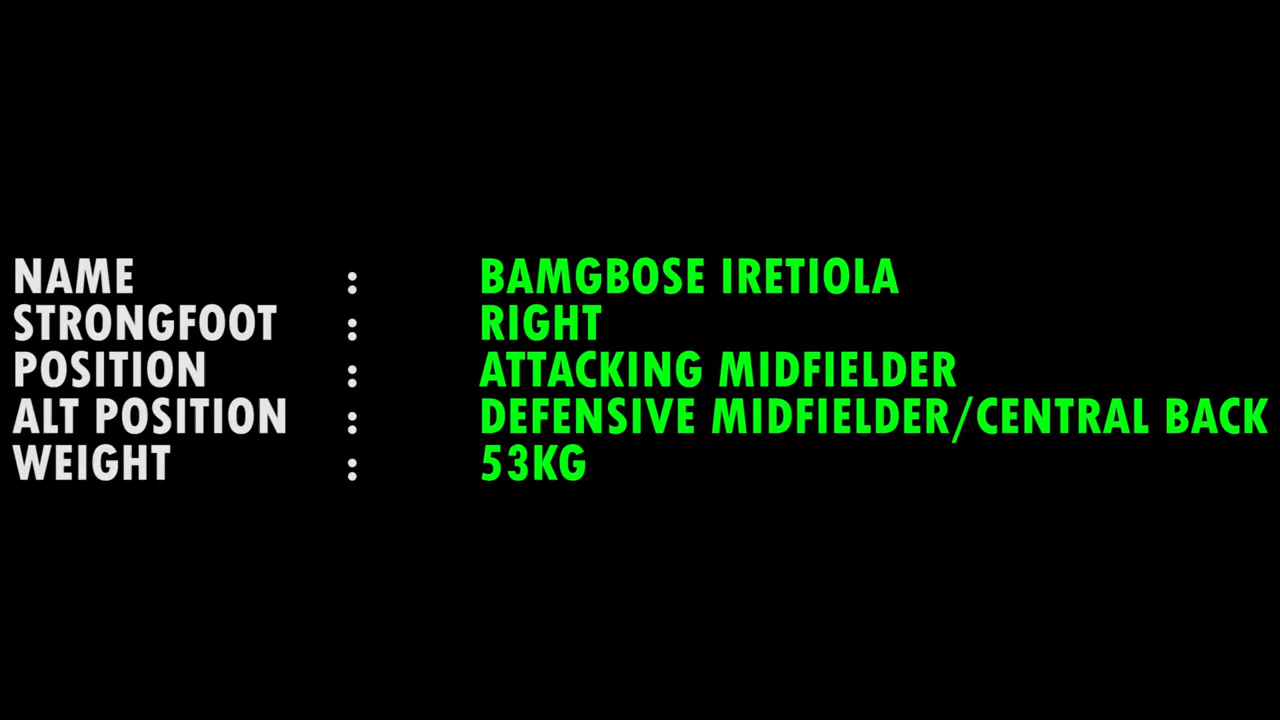 NAME : BAMGBOSE IRETIOLA
STRONGFOOT : RIGHT
POSITION : ATTACKING MIDFIELDER
ALT POSITION : DEFENSIVE MIDFIELDER/CENTRAL BACK
WEIGHT : 53KG